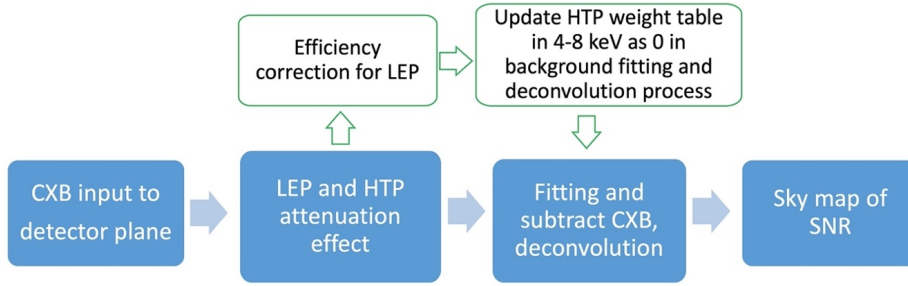 Efficiency
correction for LEP
Update HTP weight table
in 4-8 keV as 0 in
background fitting and
deconvolution process
CXB input to
detector plane
LEP and HTP
attenuation
effect
Fitting and
subtract CXB,
deconvolution
Sky map of
SNR